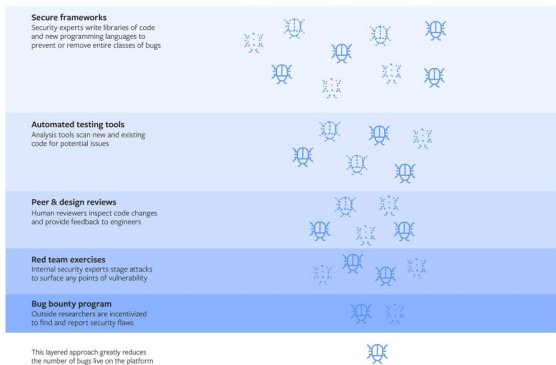 Secure frameworks
Security experts write libraries of code
and new programming languages to
prevent or remove entire classes of bugs
Automated testing tools
Analysis tools scan new and existing
code for potential issues
Peer & design reviews
Human reviewers inspect code changes
and provide feedback to engineers
Red team exercises
Internal security experts stage attacks
to surface any points of vulnerability
Bug bounty program
Outside researchers are incentivized
to find and report security flaws
This layered approach greatly reduces
the number of bugs live on the platform